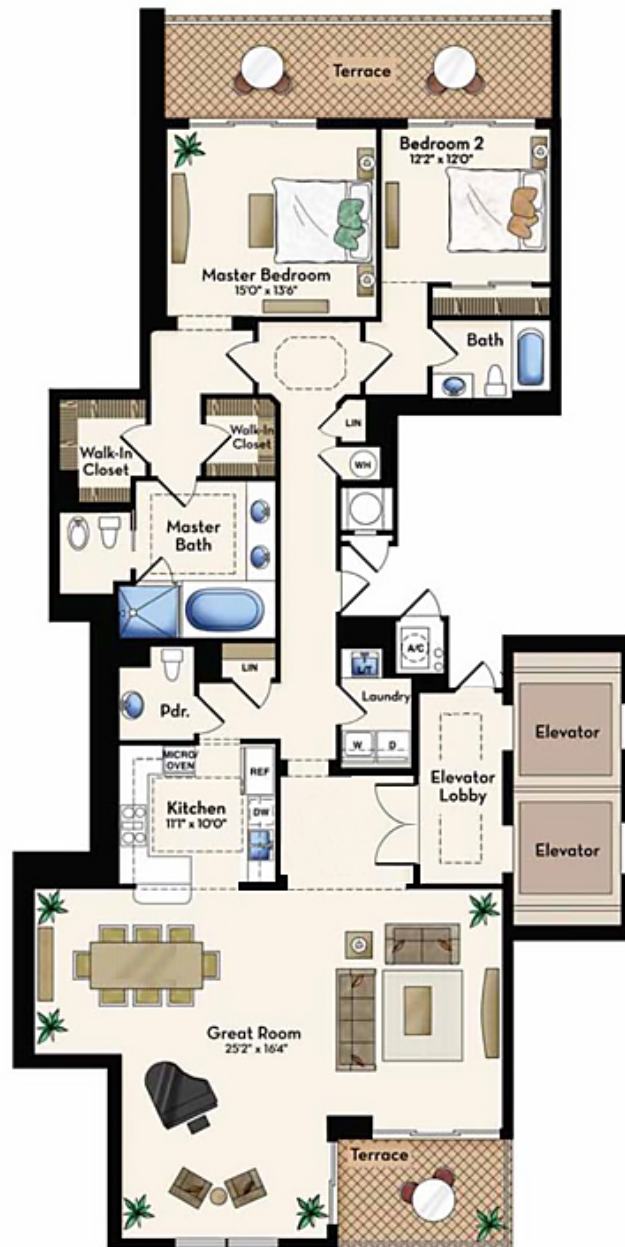 Terrace
Bedroom 2
12'2" x 12'0"
Master Bedroom
15'0" x 13'6"
Bath
LIN
Walk-In
Closet
Walk-In
Closet
WH
Master
Bath
A/C
LIN
L/T
Laundry
Pdr.
W D
Elevator
Elevator
Lobby
MICRO/
OVEN
REF
Kitchen
11'1" x 10'0"
DW
Elevator
Great Room
25'2" x 16'4"
Terrace